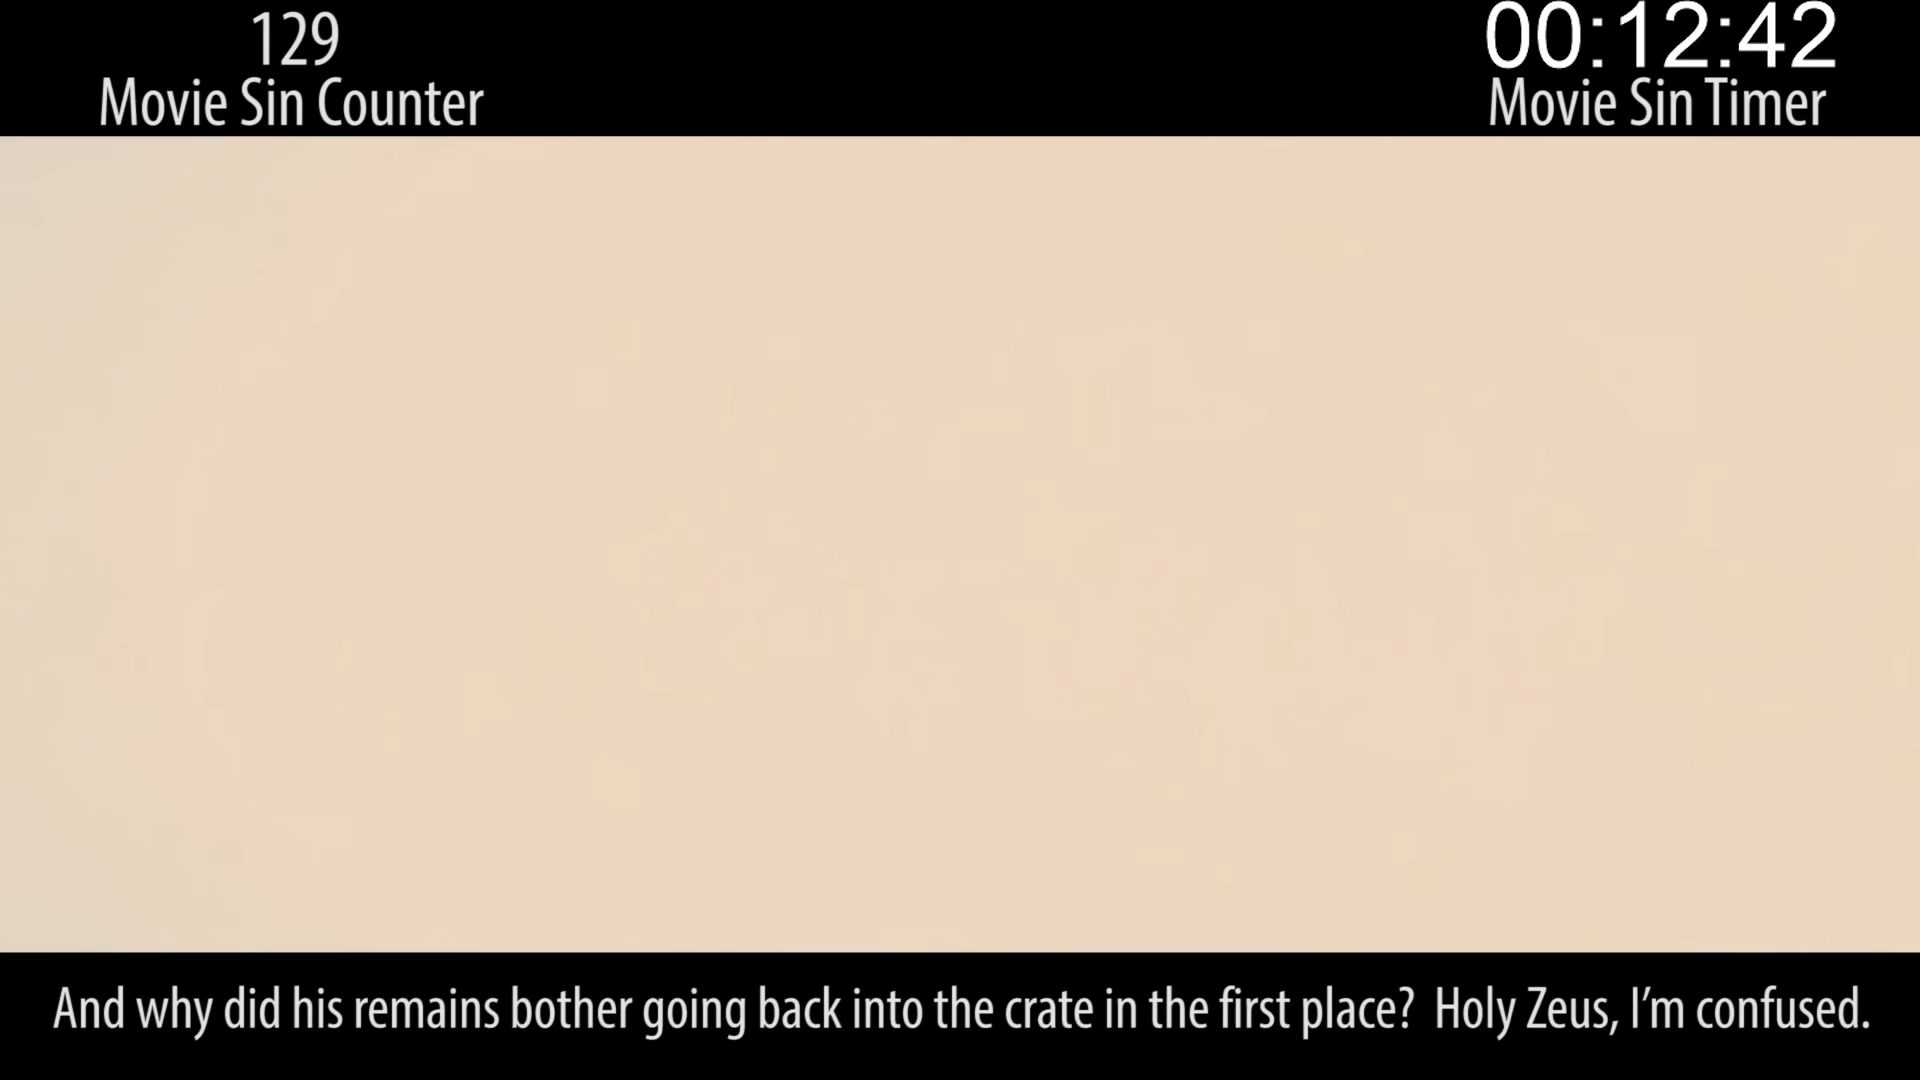 129
Movie Sin Counter
00:12:42
Movie Sin Timer
And why did his remains bother going back into the crate in the first place?  Holy Zeus, I’m confused.